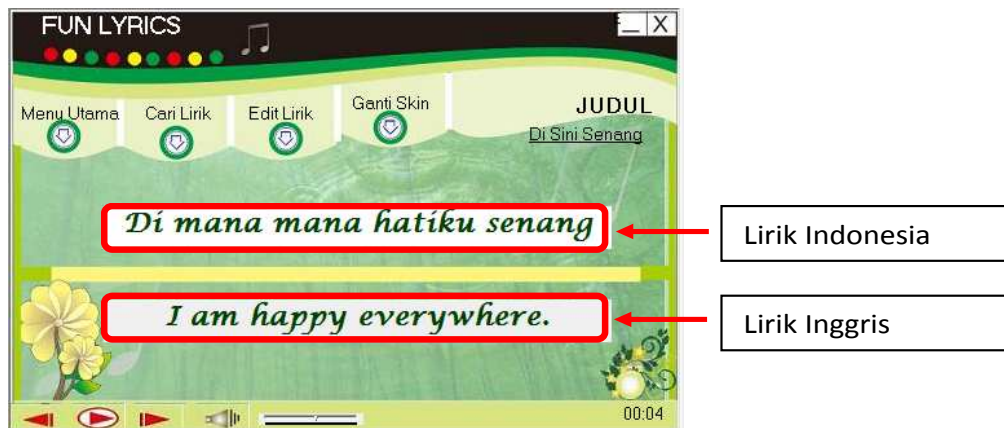 FUN LYRICS
_ X
Menu Utama Cari Lirik Edit Lirik Ganti Skin
JUDUL
Di Sini Senang
Di mana mana hatiku senang
Lirik Indonesia
I am happy everywhere.
Lirik Inggris
00:04